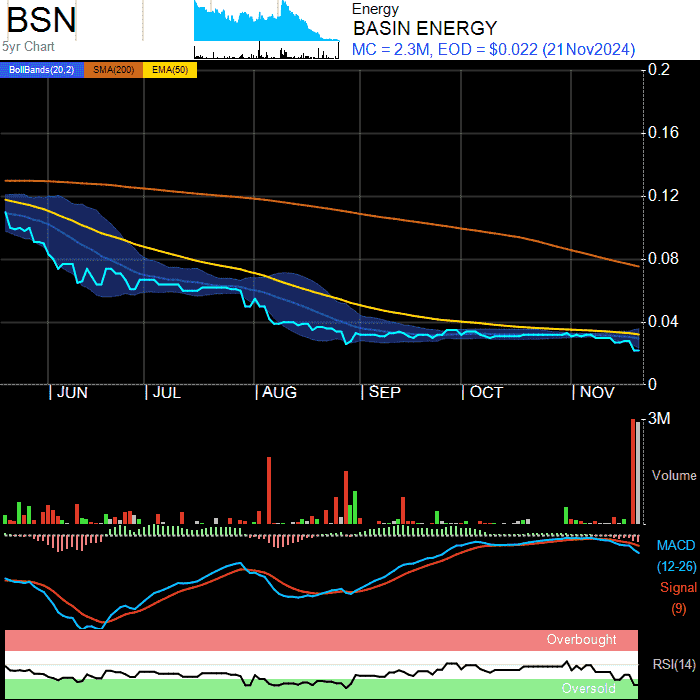 BSN
5yr Chart
Energy
BASIN ENERGY
MC = 2.3M, EOD = $0.022 (21Nov2024)
BollBands(20,2) SMA(200) EMA(50)
0.2
0.16
0.12
0.08
0.04
0
JUN JUL AUG SEP OCT NOV
3M
Volume
MACD
(12-26)
Signal
(9)
Overbought
RSI(14)
Oversold